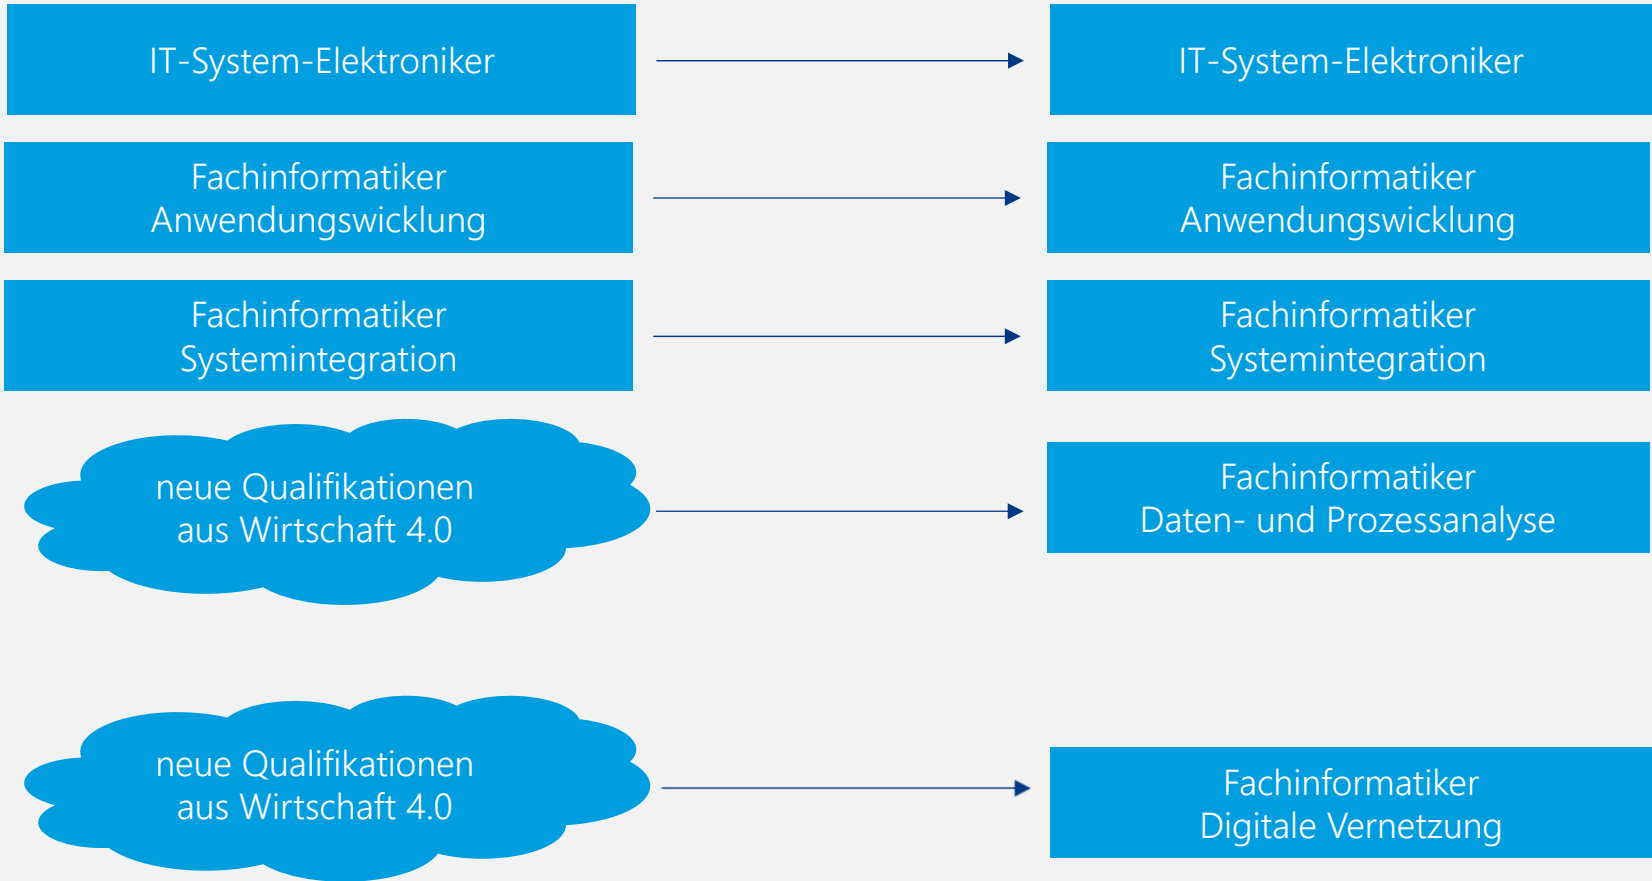 IT-System-Elektroniker
IT-System-Elektroniker
Fachinformatiker
Anwendungswicklung
Fachinformatiker
Anwendungswicklung
Fachinformatiker
Systemintegration
Fachinformatiker
Systemintegration
neue Qualifikationen
aus Wirtschaft 4.0
Fachinformatiker
Daten- und Prozessanalyse
neue Qualifikationen
aus Wirtschaft 4.0
Fachinformatiker
Digitale Vernetzung